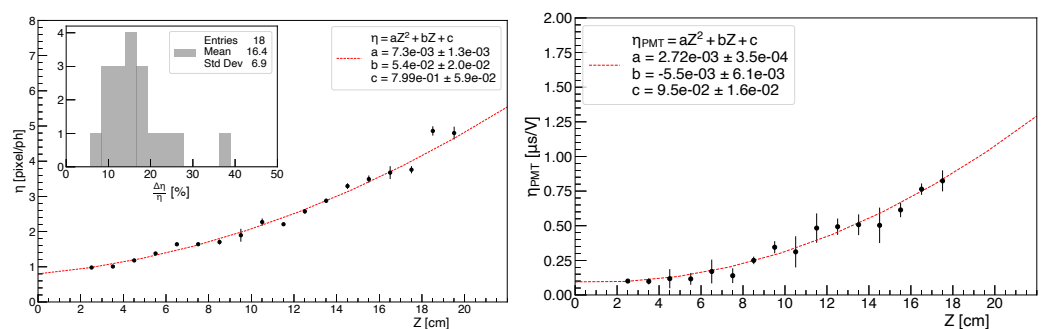 8
7
6
5
4
3
2
1
0
η [pixel/ph]
0 2 4 6 8 10 12 14 16 18 20
Z [cm]
4
3
2
1
0
0 10 20 30 40 50
Δη/η [%]
Entries 18
Mean 16.4
Std Dev 6.9
η=aZ²+bZ+c
a = 7.3e-03 ± 1.3e-03
b = 5.4e-02 ± 2.0e-02
c = 7.99e-01 ± 5.9e-02
2.00
1.75
1.50
1.25
1.00
0.75
0.50
0.25
0.00
ηPMT [μs/V]
0 2 4 6 8 10 12 14 16 18 20
Z [cm]
ηPMT=aZ²+bZ+c
a = 2.72e-03 ± 3.5e-04
b = -5.5e-03 ± 6.1e-03
c = 9.5e-02 ± 1.6e-02